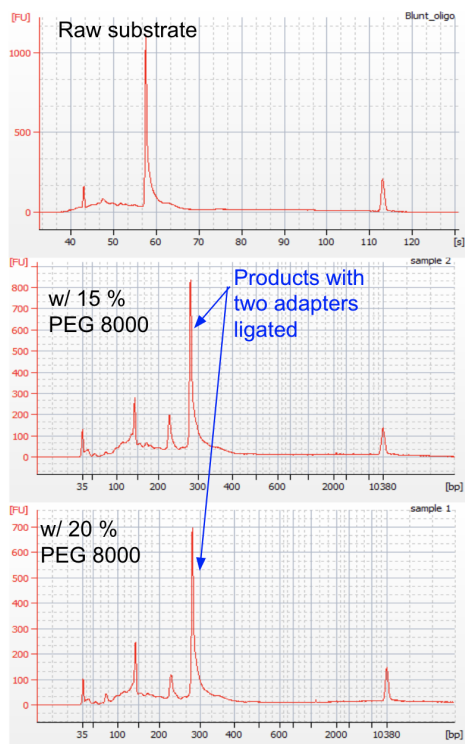 [FU]
Blunt_oligo
Raw substrate
1000
500
0
40 50 60 70 80 90 100 110 120 [s]
[FU]
sample 2
w/ 15 %
PEG 8000
Products with
two adapters
ligated
800
700
600
500
400
300
200
100
0
35 100 200 300 400 600 2000 10380 [bp]
[FU]
sample 1
w/ 20 %
PEG 8000
700
600
500
400
300
200
100
0
35 100 200 300 400 600 2000 10380 [bp]